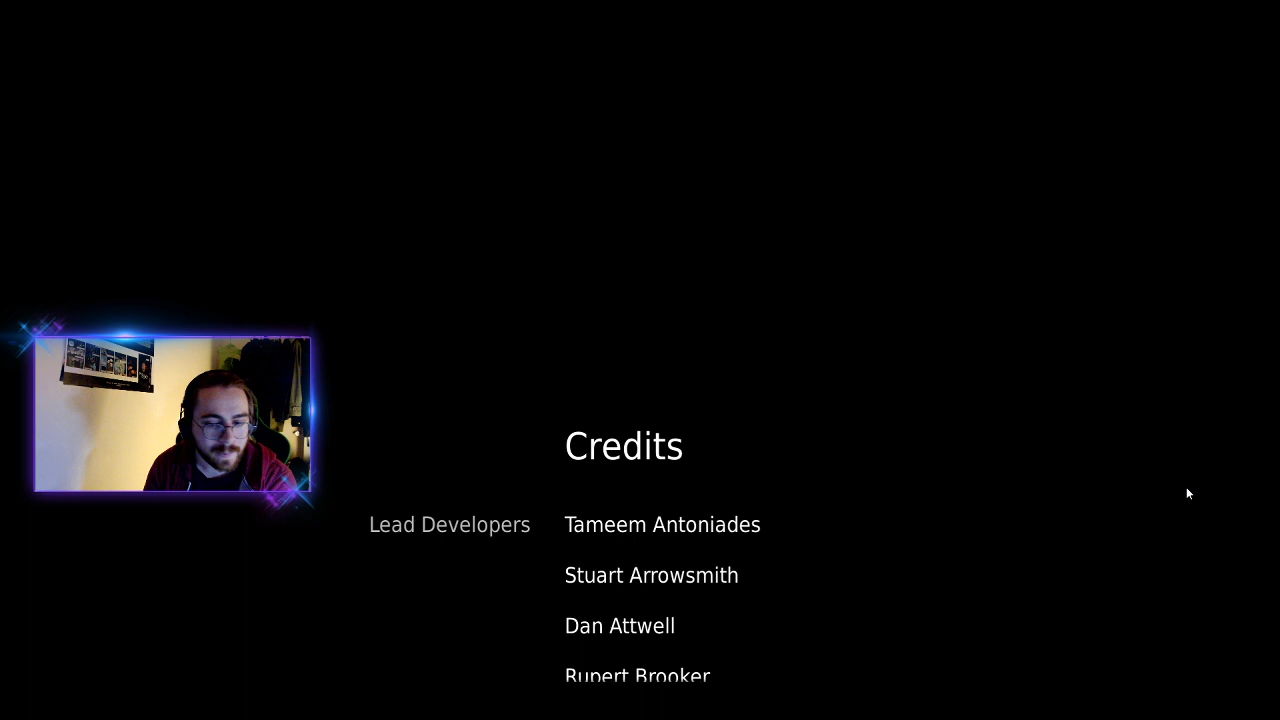 Credits
Lead Developers Tameem Antoniades
Stuart Arrowsmith
Dan Attwell
Rupert Brooker